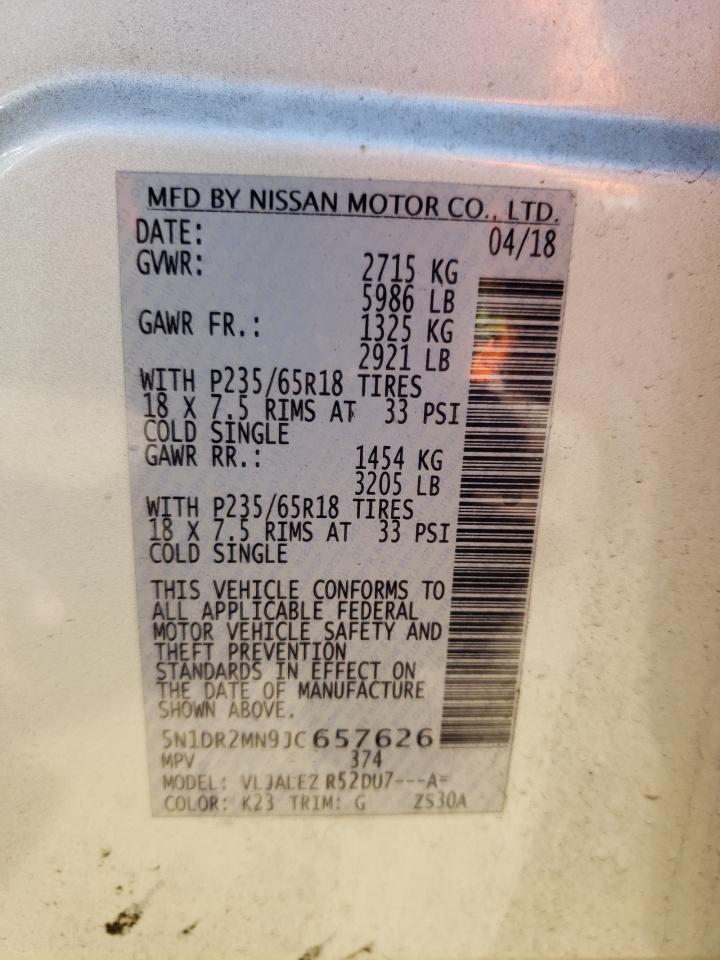 MFD BY NISSAN MOTOR CO., LTD.
DATE: 04/18
GVWR: 2715 KG
5986 LB
GAWR FR.: 1325 KG
2921 LB
WITH P235/65R18 TIRES
18 X 7.5 RIMS AT 33 PSI
COLD SINGLE
GAWR RR.: 1454 KG
3205 LB
WITH P235/65R18 TIRES
18 X 7.5 RIMS AT 33 PSI
COLD SINGLE
THIS VEHICLE CONFORMS TO
ALL APPLICABLE FEDERAL
MOTOR VEHICLE SAFETY AND
THEFT PREVENTION
STANDARDS IN EFFECT ON
THE DATE OF MANUFACTURE
SHOWN ABOVE.
5N1DR2MN9JC657626
MPV 374
MODEL: VLJALEZ R52DU7---A=
COLOR: K23 TRIM: G ZS30A